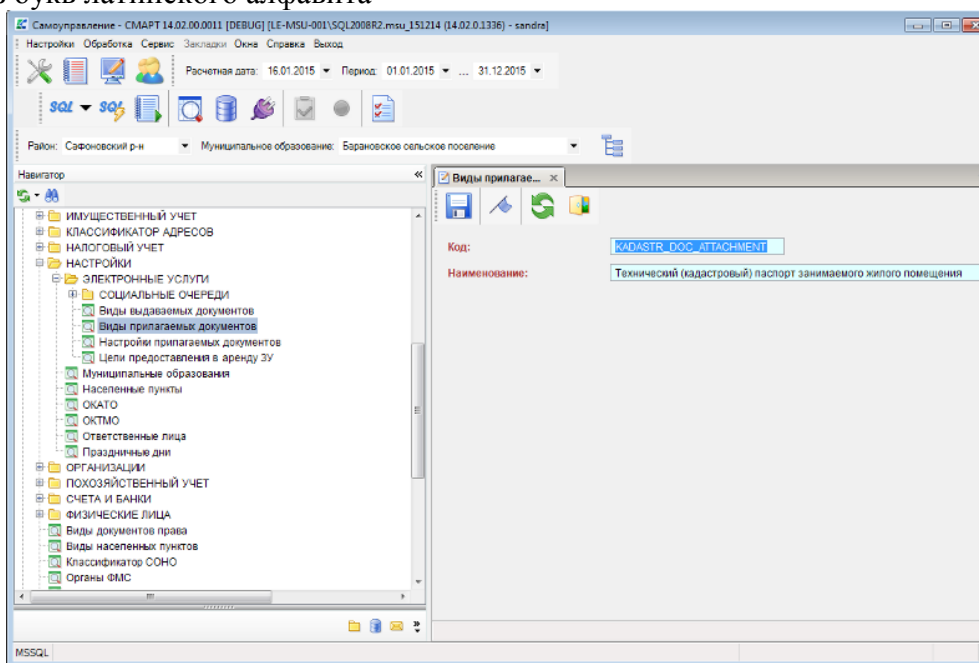 букв латинского алфавита
Самоуправление - СМАРТ 14.02.00.0011 [DEBUG] [LE-MSU-001\SQL2008R2.msu_151214 (14.02.0.1336) - sandra]
Настройки Обработка Сервис Закладки Окна Справка Выход
Расчетная дата: 16.01.2015 Период: 01.01.2015 ... 31.12.2015
SQL SQL
Район: Сафоновский р-н Муниципальное образование: Барановское сельское поселение
Навигатор
Виды прилагае...
ИМУЩЕСТВЕННЫЙ УЧЕТ
КЛАССИФИКАТОР АДРЕСОВ
НАЛОГОВЫЙ УЧЕТ
НАСТРОЙКИ
ЭЛЕКТРОННЫЕ УСЛУГИ
СОЦИАЛЬНЫЕ ОЧЕРЕДИ
Виды выдаваемых документов
Виды прилагаемых документов
Настройки прилагаемых документов
Цели предоставления в аренду ЗУ
Муниципальные образования
Населенные пункты
ОКАТО
ОКТМО
Ответственные лица
Праздничные дни
ОРГАНИЗАЦИИ
ПОХОЗЯЙСТВЕННЫЙ УЧЕТ
СЧЕТА И БАНКИ
ФИЗИЧЕСКИЕ ЛИЦА
Виды документов права
Виды населенных пунктов
Классификатор СОНО
Органы ФМС
Код: KADASTR_DOC_ATTACHMENT
Наименование: Технический (кадастровый) паспорт занимаемого жилого помещения
MSSQL